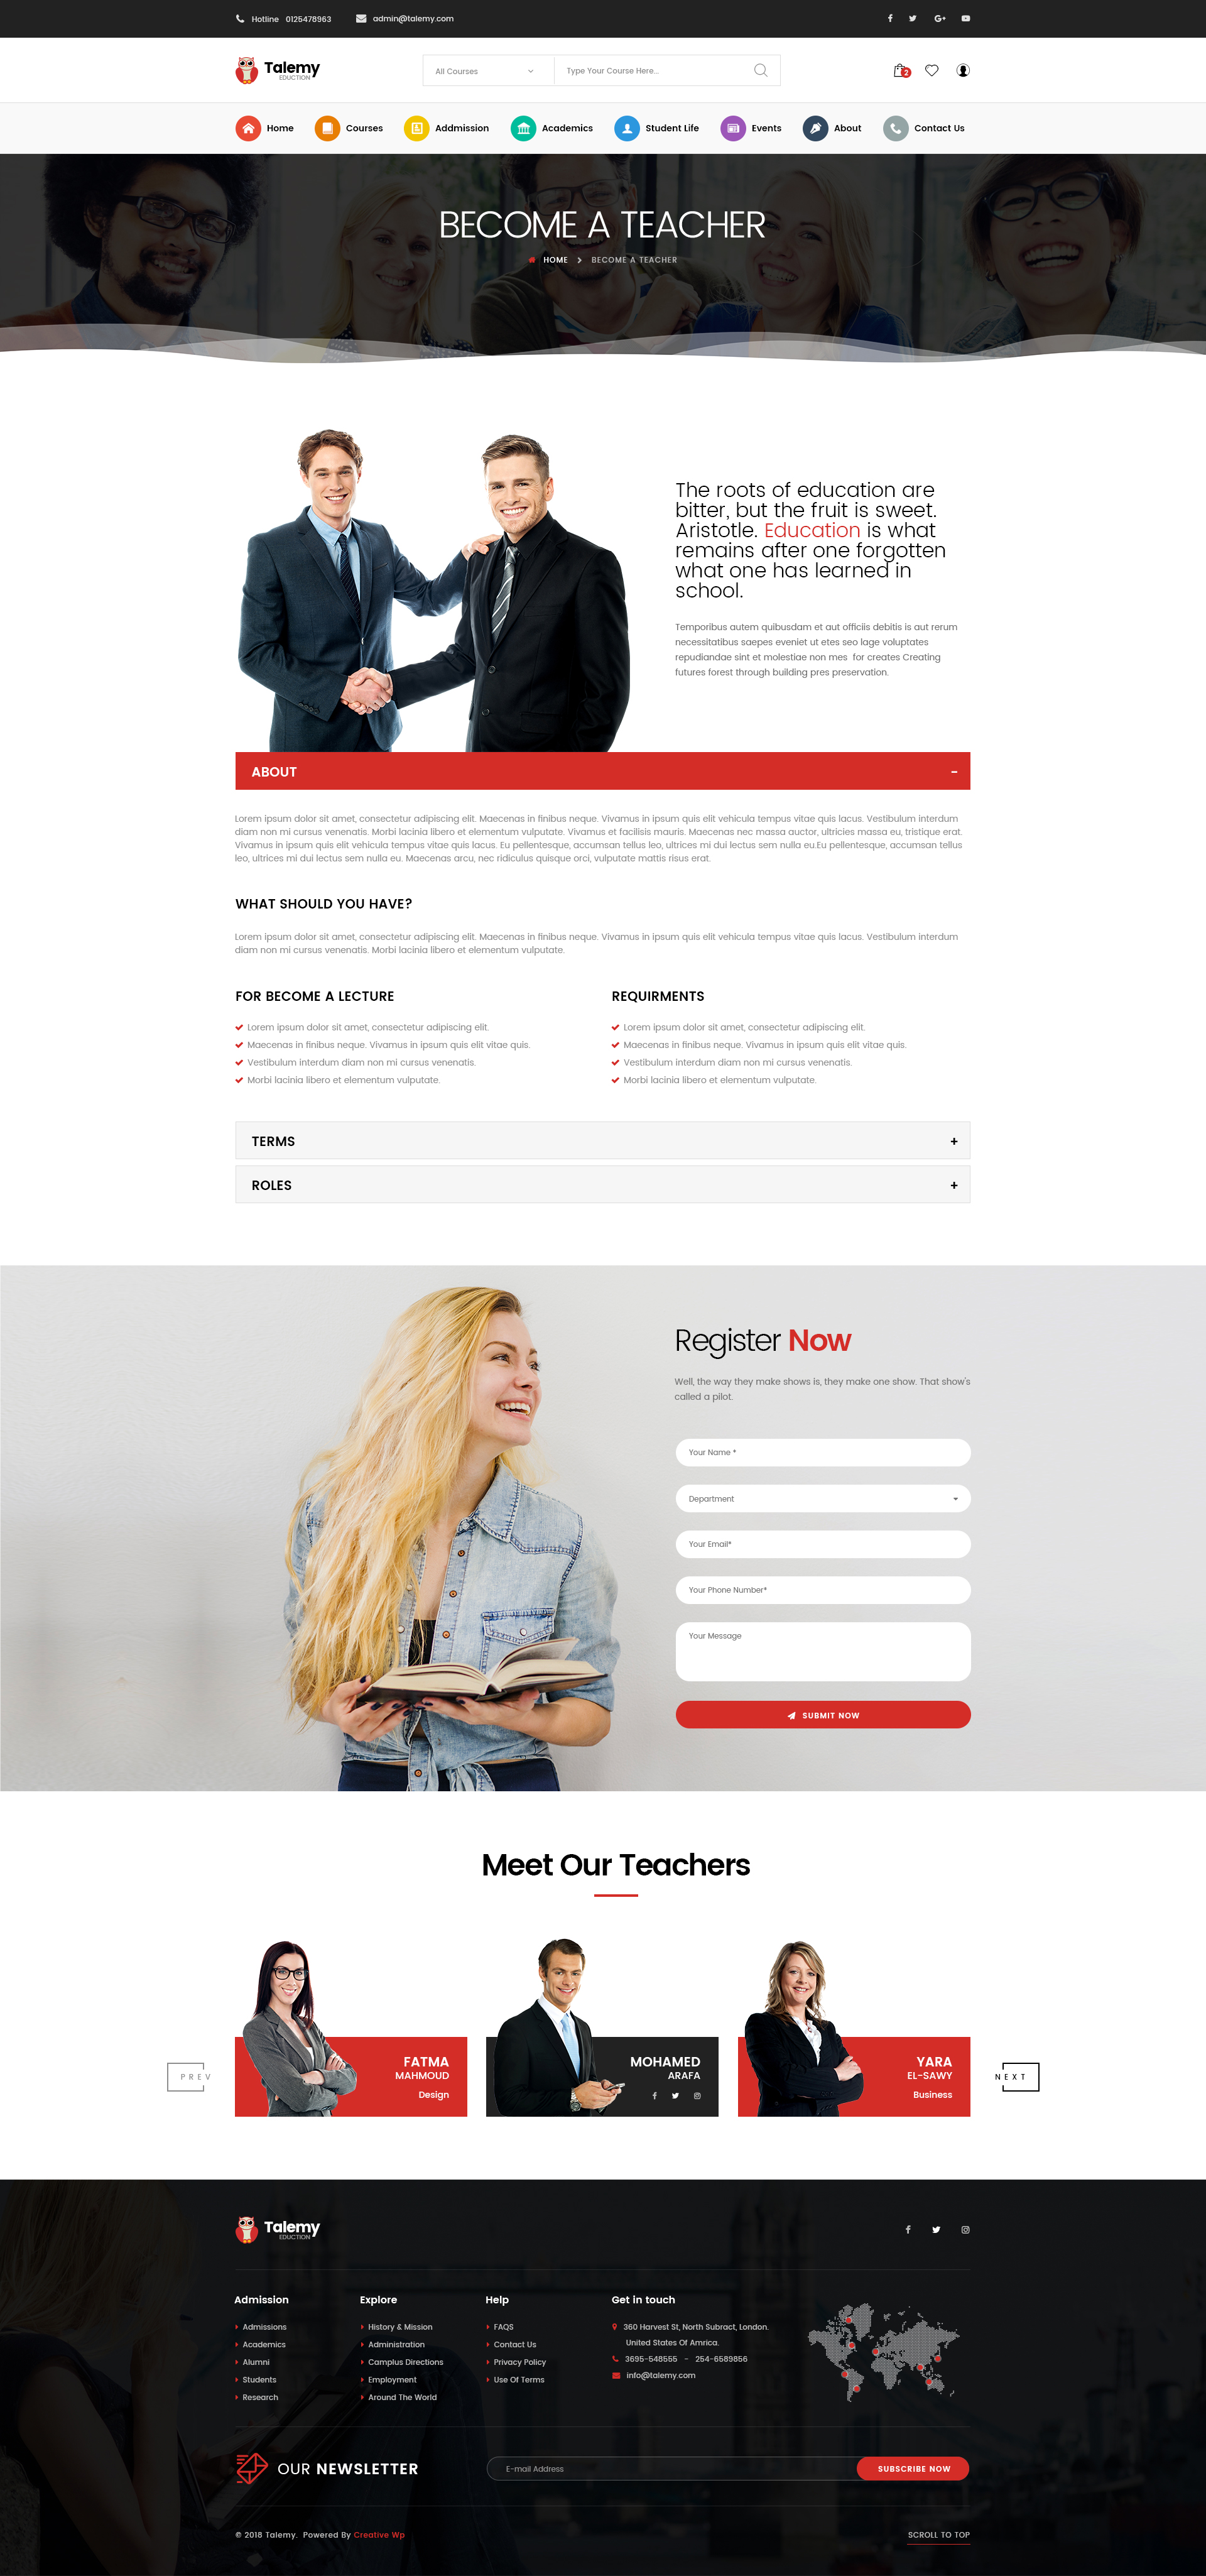 Hotline 0125478963 admin@talemy.com
Talemy
EDUCTION
All Courses
Type Your Course Here...
2
Home
Courses
Addmission
Academics
Student Life
Events
About
Contact Us
BECOME A TEACHER
HOME
BECOME A TEACHER
The roots of education are
bitter, but the fruit is sweet.
Aristotle. Education is what
remains after one forgotten
what one has learned in
school.
Temporibus autem quibusdam et aut officiis debitis is aut rerum
necessitatibus saepes eveniet ut etes seo lage voluptates
repudiandae sint et molestiae non mes for creates Creating
futures forest through building pres preservation.
ABOUT -
Lorem ipsum dolor sit amet, consectetur adipiscing elit. Maecenas in finibus neque. Vivamus in ipsum quis elit vehicula tempus vitae quis lacus. Vestibulum interdum
diam non mi cursus venenatis. Morbi lacinia libero et elementum vulputate. Vivamus et facilisis mauris. Maecenas nec massa auctor, ultricies massa eu, tristique erat.
Vivamus in ipsum quis elit vehicula tempus vitae quis lacus. Eu pellentesque, accumsan tellus leo, ultrices mi dui lectus sem nulla eu.Eu pellentesque, accumsan tellus
leo, ultrices mi dui lectus sem nulla eu. Maecenas arcu, nec ridiculus quisque orci, vulputate mattis risus erat.
WHAT SHOULD YOU HAVE?
Lorem ipsum dolor sit amet, consectetur adipiscing elit. Maecenas in finibus neque. Vivamus in ipsum quis elit vehicula tempus vitae quis lacus. Vestibulum interdum
diam non mi cursus venenatis. Morbi lacinia libero et elementum vulputate.
FOR BECOME A LECTURE
Lorem ipsum dolor sit amet, consectetur adipiscing elit.
Maecenas in finibus neque. Vivamus in ipsum quis elit vitae quis.
Vestibulum interdum diam non mi cursus venenatis.
Morbi lacinia libero et elementum vulputate.
REQUIRMENTS
Lorem ipsum dolor sit amet, consectetur adipiscing elit.
Maecenas in finibus neque. Vivamus in ipsum quis elit vitae quis.
Vestibulum interdum diam non mi cursus venenatis.
Morbi lacinia libero et elementum vulputate.
TERMS +
ROLES +
Register Now
Well, the way they make shows is, they make one show. That show's
called a pilot.
Your Name *
Department
Your Email*
Your Phone Number*
Your Message
SUBMIT NOW
Meet Our Teachers
PREV
FATMA
MAHMOUD
Design
MOHAMED
ARAFA
YARA
EL-SAWY
Business
NEXT
Talemy
EDUCTION
Admission
Admissions
Academics
Alumni
Students
Research
Explore
History & Mission
Administration
Camplus Directions
Employment
Around The World
Help
FAQS
Contact Us
Privacy Policy
Use Of Terms
Get in touch
360 Harvest St, North Subract, London.
United States Of Amrica.
3695-548555 - 254-6589856
info@talemy.com
OUR NEWSLETTER
E-mail Address
SUBSCRIBE NOW
© 2018 Talemy. Powered By Creative Wp
SCROLL TO TOP